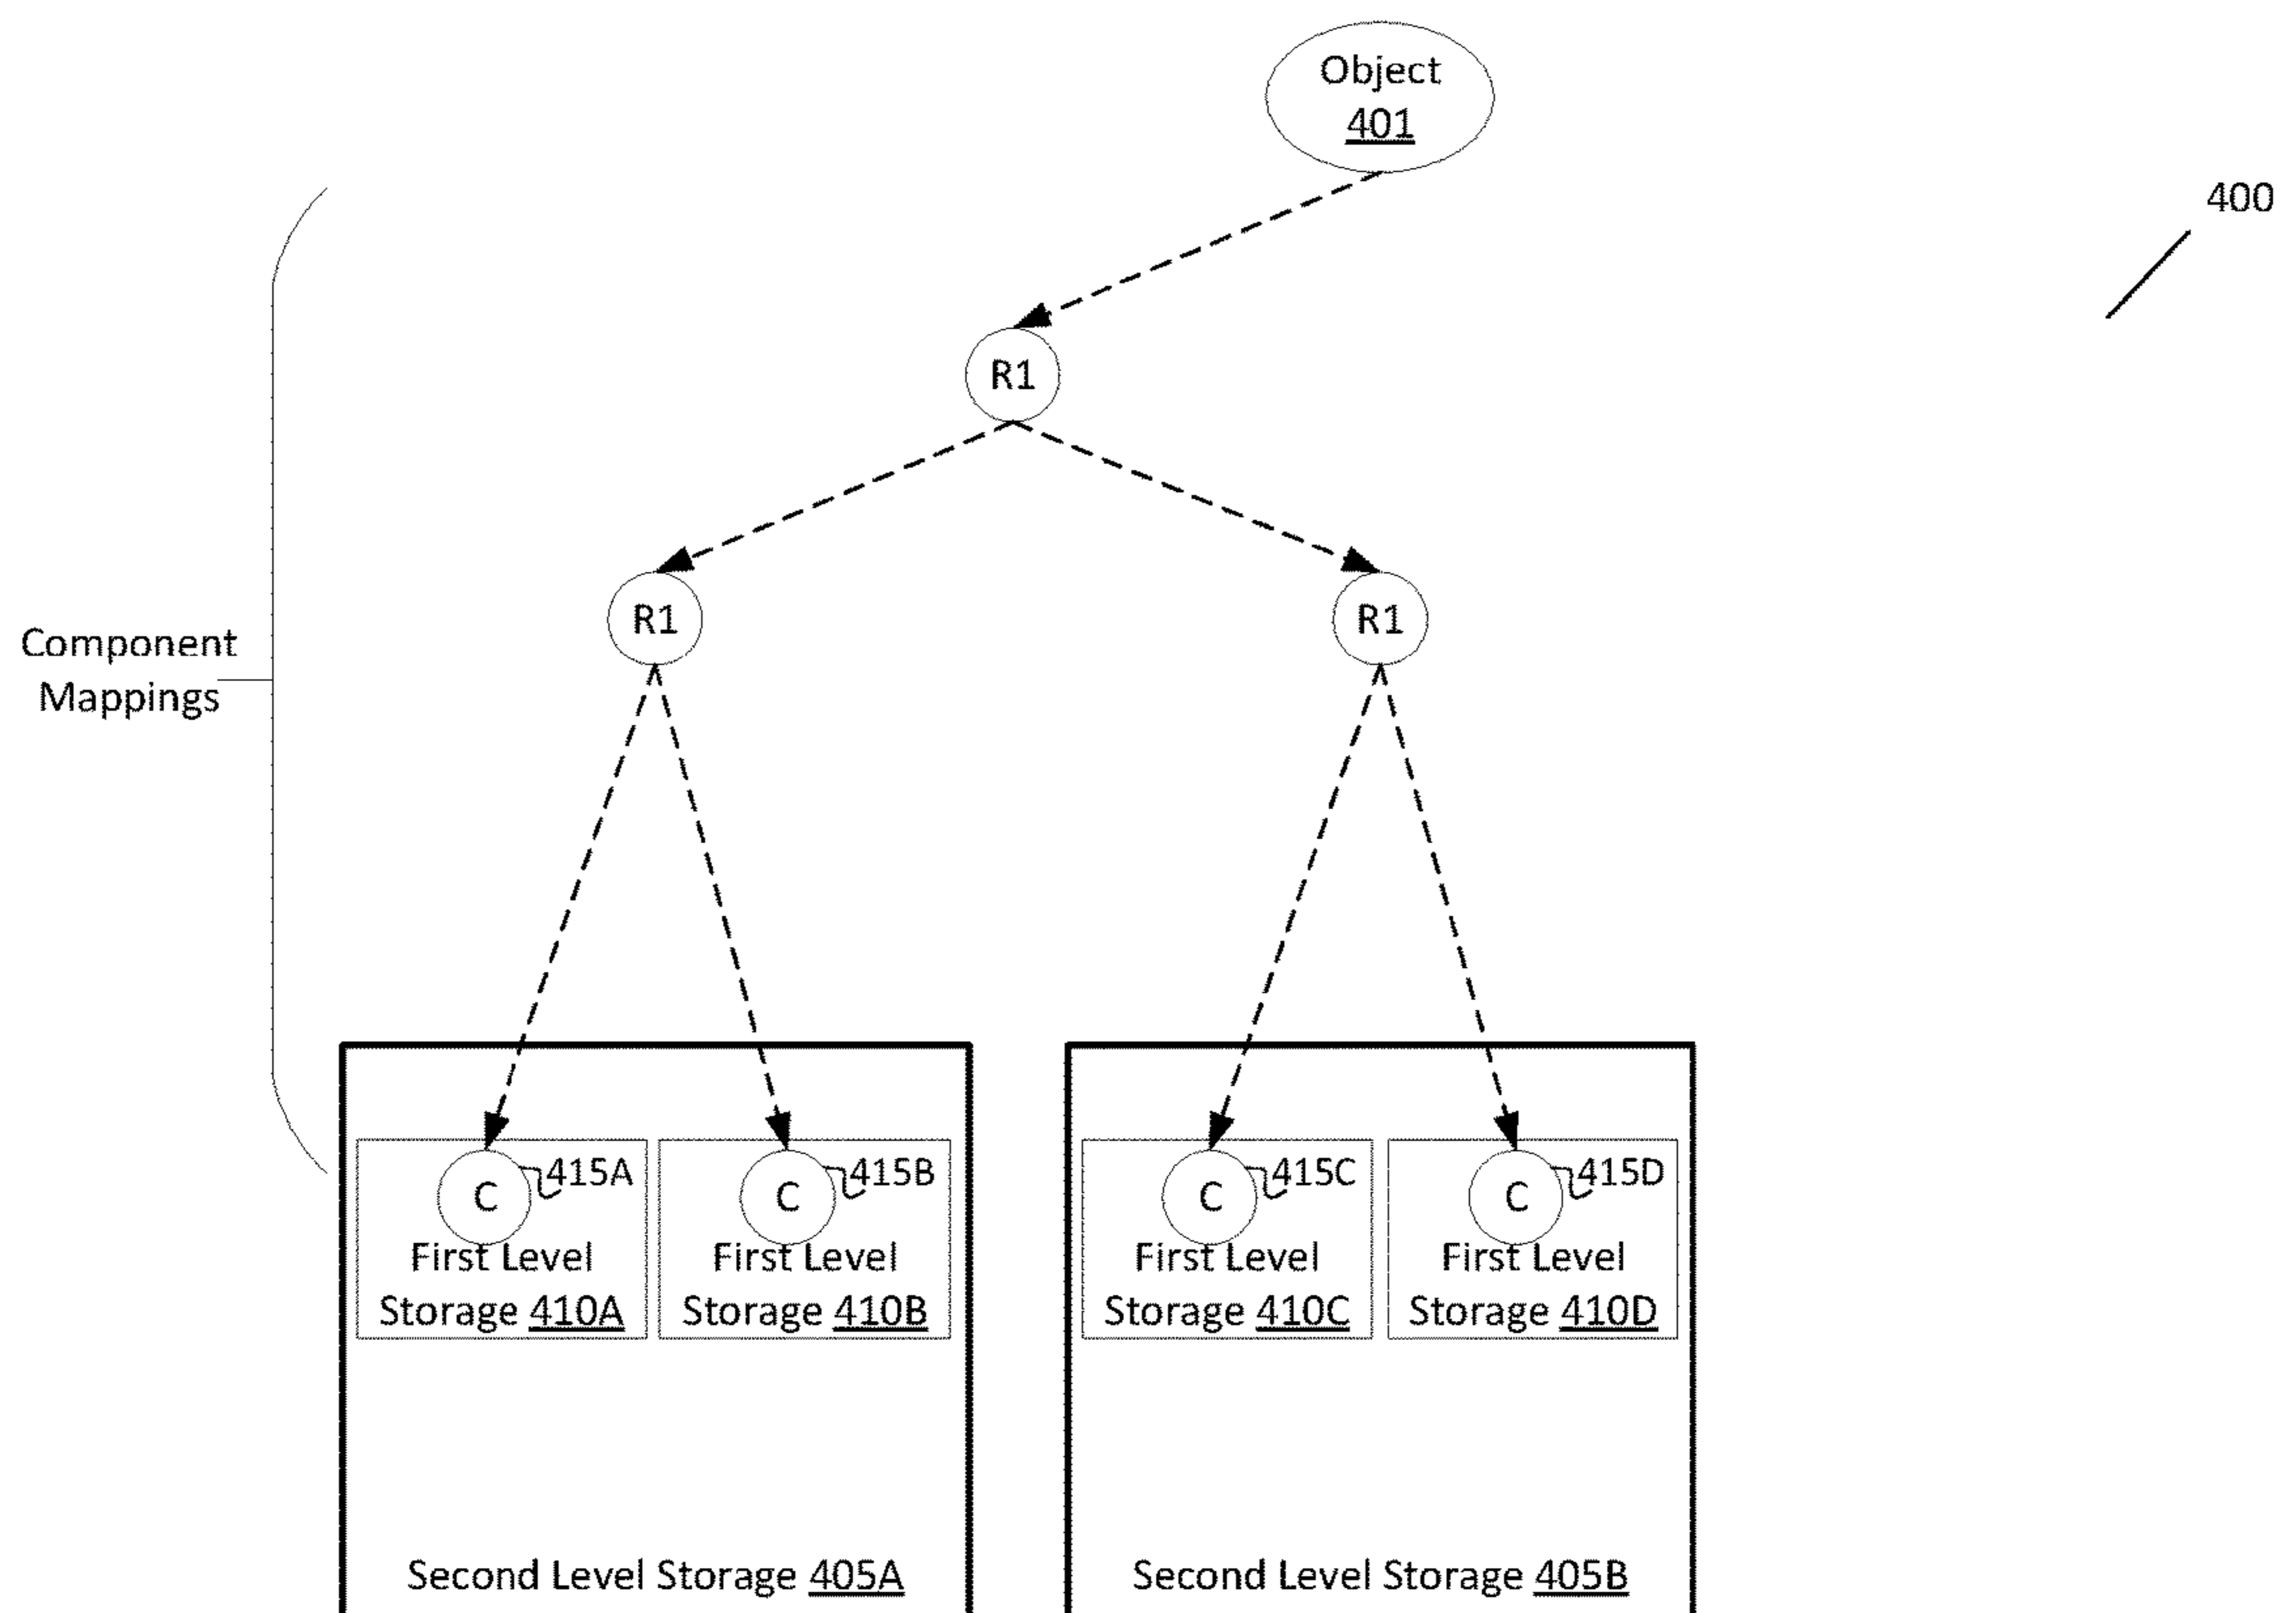 Object
401
400
R1
R1
R1
Component
Mappings
C
415A
C
415B
C
415C
C
415D
First Level
Storage 410A
First Level
Storage 410B
First Level
Storage 410C
First Level
Storage 410D
Second Level Storage 405A
Second Level Storage 405B